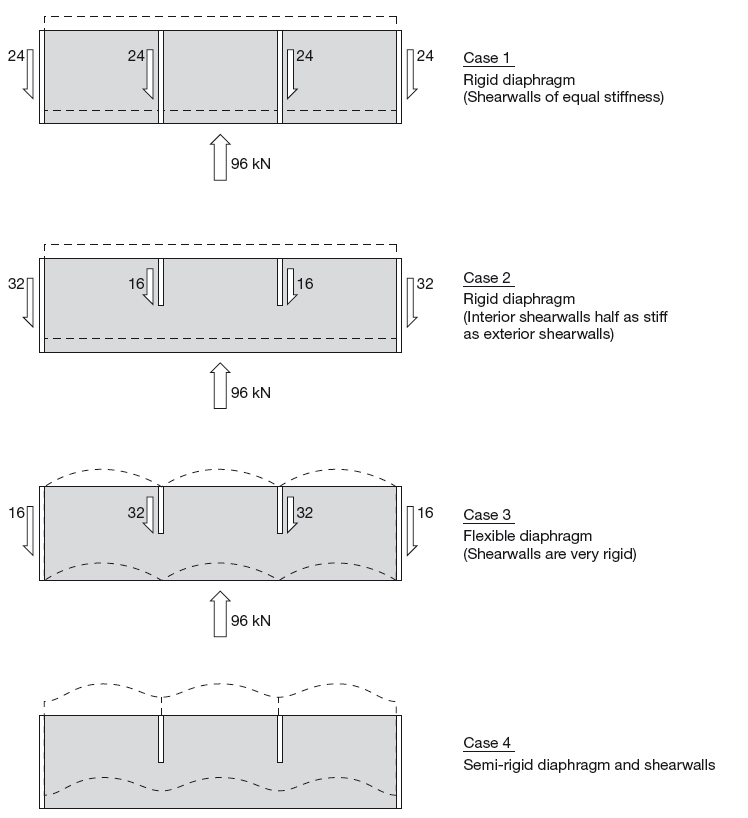 24
24
24
24
Case 1
Rigid diaphragm
(Shearwalls of equal stiffness)
96 kN
32
16
16
32
Case 2
Rigid diaphragm
(Interior shearwalls half as stiff
as exterior shearwalls)
96 kN
16
32
32
16
Case 3
Flexible diaphragm
(Shearwalls are very rigid)
96 kN
Case 4
Semi-rigid diaphragm and shearwalls